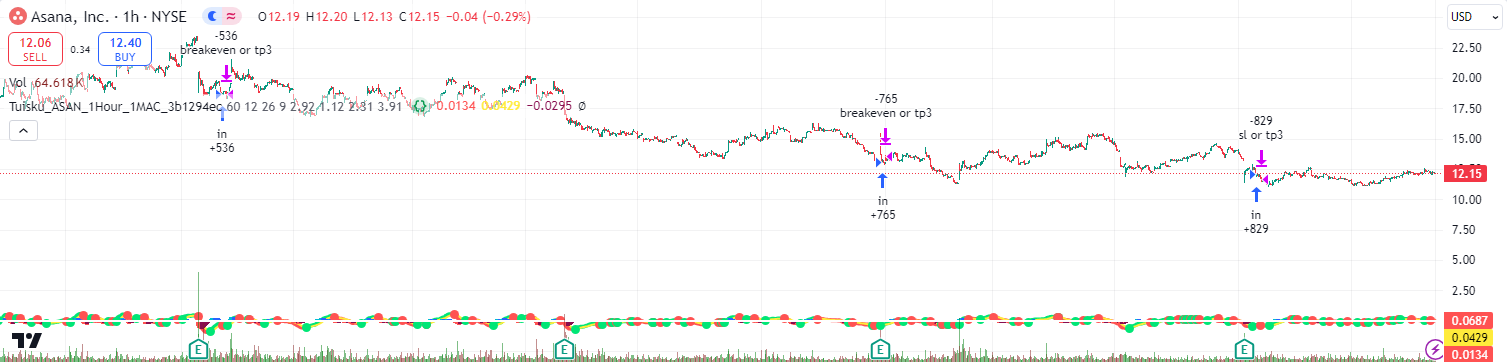 Asana, Inc. · 1h · NYSE O12.19 H12.20 L12.13 C12.15 −0.04 (−0.29%)
USD
12.06
SELL
0.34
12.40
BUY
Vol 64.618K
Tuisku_ASAN_1Hour_1MAC_3b1294ec 60 12 26 9 2.92 1.12 2.31 3.91 0.0134 0.0429 −0.0295 ∅
-536
breakeven or tp3
in
+536
-765
breakeven or tp3
in
+765
-829
sl or tp3
in
+829
22.50
20.00
17.50
15.00
12.15
10.00
7.50
5.00
2.50
0.0687
0.0429
0.0134
E
E
E
E